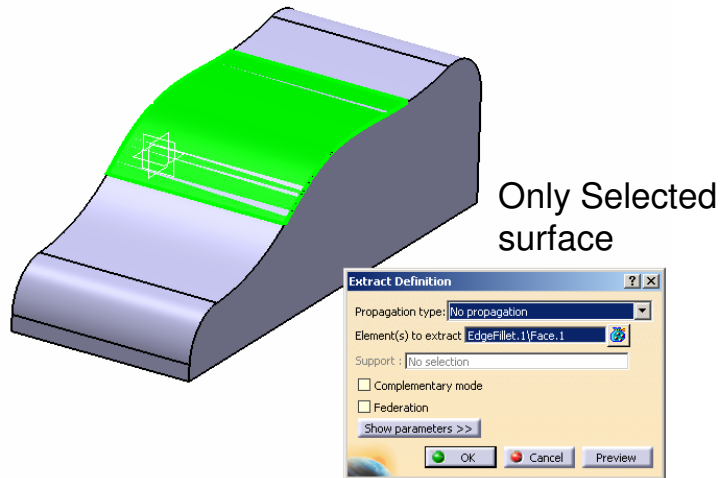 Only Selected
surface
Extract Definition
Propagation type: No propagation
Element(s) to extract EdgeFillet.1\Face.1
Support : No selection
Complementary mode
Federation
Show parameters >>
OK Cancel Preview